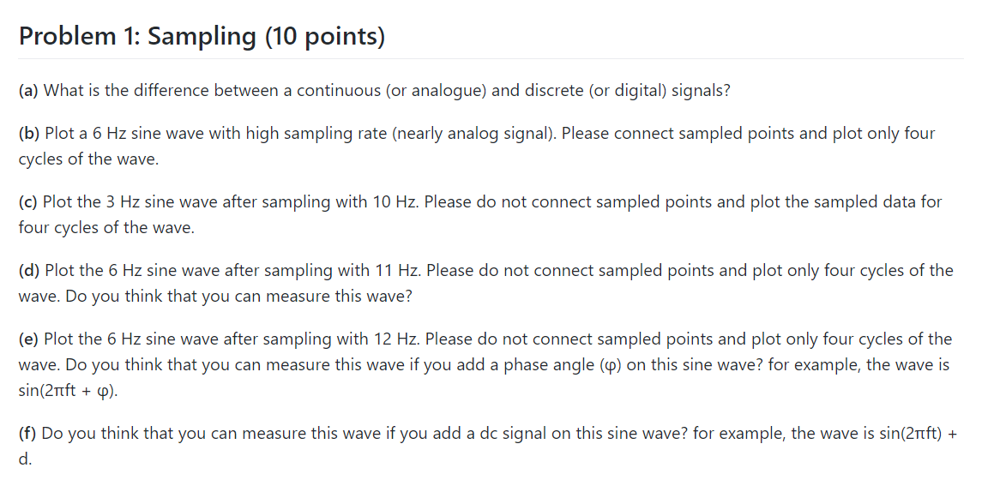 Problem 1: Sampling (10 points)
(a) What is the difference between a continuous (or analogue) and discrete (or digital) signals?
(b) Plot a 6 Hz sine wave with high sampling rate (nearly analog signal). Please connect sampled points and plot only four
cycles of the wave.
(c) Plot the 3 Hz sine wave after sampling with 10 Hz. Please do not connect sampled points and plot the sampled data for
four cycles of the wave.
(d) Plot the 6 Hz sine wave after sampling with 11 Hz. Please do not connect sampled points and plot only four cycles of the
wave. Do you think that you can measure this wave?
(e) Plot the 6 Hz sine wave after sampling with 12 Hz. Please do not connect sampled points and plot only four cycles of the
wave. Do you think that you can measure this wave if you add a phase angle (φ) on this sine wave? for example, the wave is
sin(2πft + φ).
(f) Do you think that you can measure this wave if you add a dc signal on this sine wave? for example, the wave is sin(2πft) +
d.